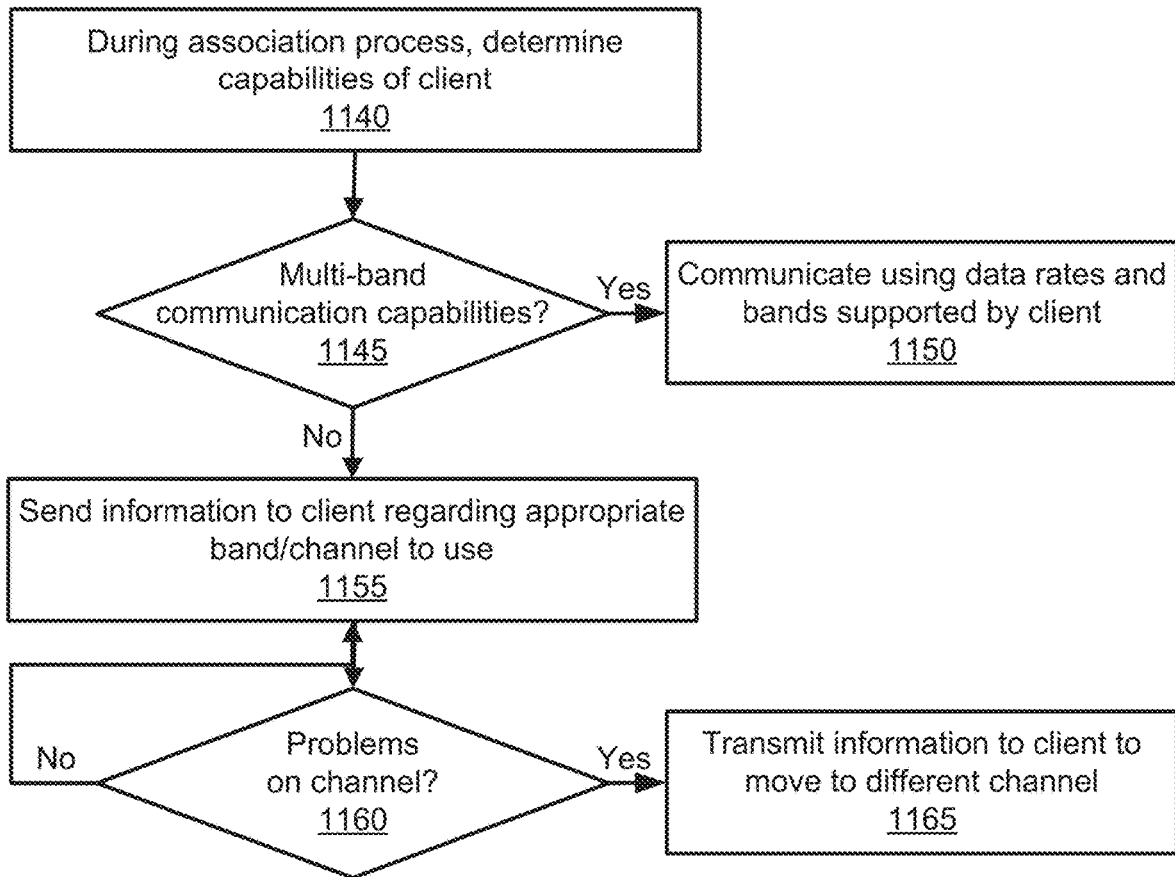 During association process, determine
capabilities of client
1140
Multi-band
communication capabilities?
1145
Yes
Communicate using data rates and
bands supported by client
1150
No
Send information to client regarding appropriate
band/channel to use
1155
No
Problems
on channel?
1160
Yes
Transmit information to client to
move to different channel
1165